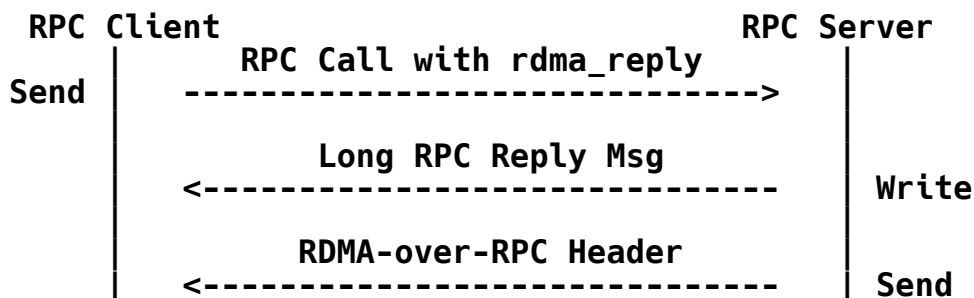 RPC Client RPC Server
RPC Call with rdma_reply
Send | ------------------------------> |
Long RPC Reply Msg
| <------------------------------ | Write
RDMA-over-RPC Header
| <------------------------------ | Send